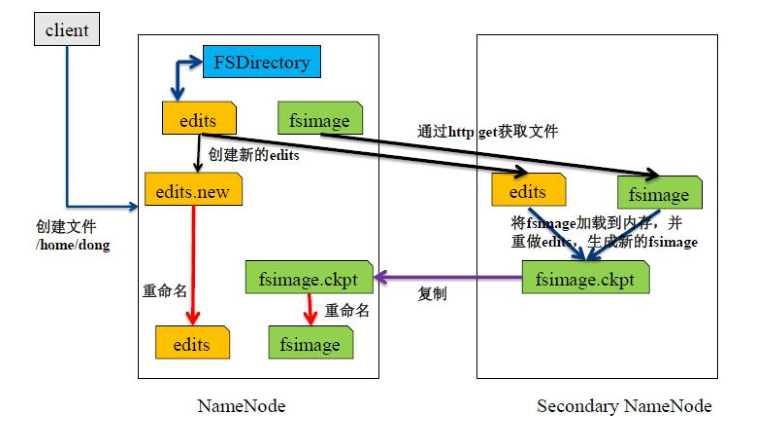 client
FSDirectory
edits
fsimage
通过http get获取文件
创建新的edits
edits.new
edits
fsimage
创建文件
/home/dong
将fsimage加载到内存，并
重做edits，生成新的fsimage
fsimage.ckpt
fsimage.ckpt
复制
重命名
重命名
edits
fsimage
NameNode
Secondary NameNode